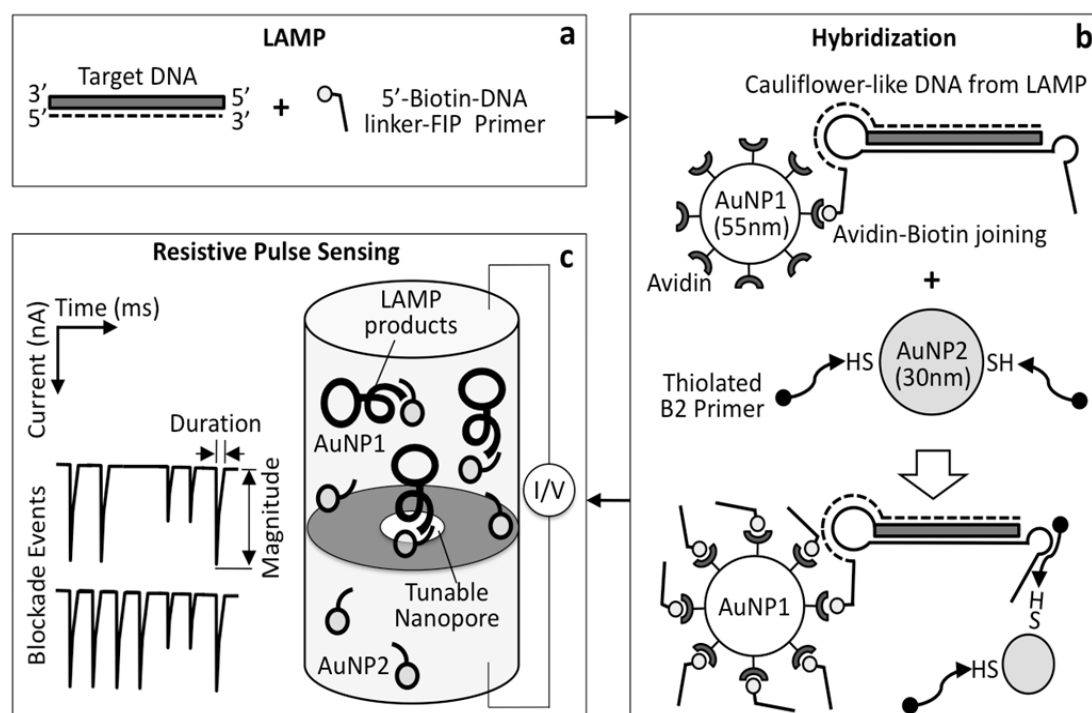 LAMP
a
Target DNA
3’
5’
5’
3’
+
5’-Biotin-DNA
linker-FIP Primer
Hybridization
b
Cauliflower-like DNA from LAMP
AuNP1
(55nm)
Avidin-Biotin joining
Avidin
+
AuNP2
(30nm)
HS
SH
Thiolated
B2 Primer
AuNP1
H
S
HS
Resistive Pulse Sensing
c
Time (ms)
Current (nA)
LAMP
products
Duration
AuNP1
Magnitude
I/V
Blockade Events
Tunable
Nanopore
AuNP2